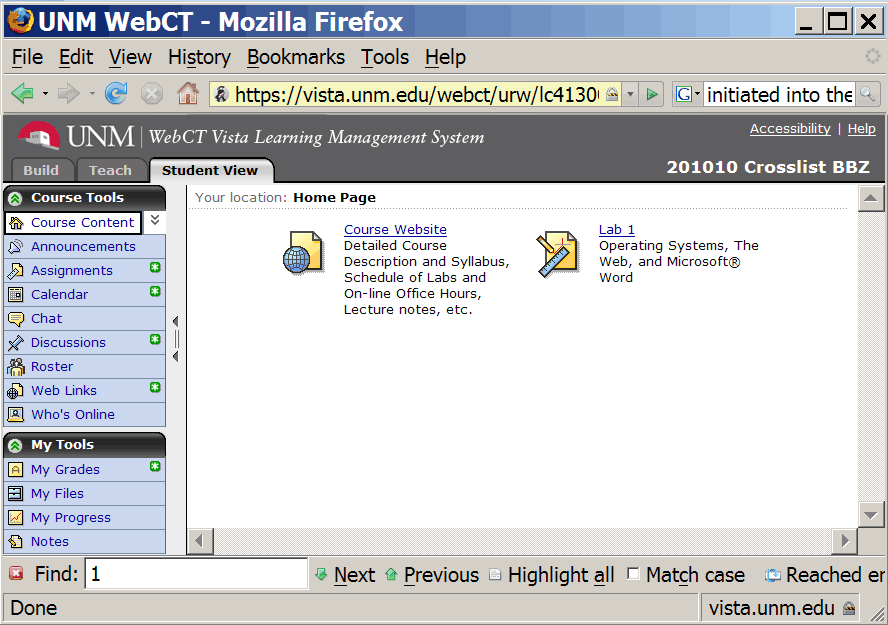 UNM WebCT - Mozilla Firefox
File Edit View History Bookmarks Tools Help
https://vista.unm.edu/webct/urw/lc4130 G initiated into the
UNM WebCT Vista Learning Management System
Accessibility | Help
Build Teach Student View
201010 Crosslist BBZ
Course Tools
Course Content
Announcements
Assignments
Calendar
Chat
Discussions
Roster
Web Links
Who's Online
My Tools
My Grades
My Files
My Progress
Notes
Your location: Home Page
Course Website
Detailed Course
Description and Syllabus,
Schedule of Labs and
On-line Office Hours,
Lecture notes, etc.
Lab 1
Operating Systems, The
Web, and Microsoft®
Word
Find: 1 Next Previous Highlight all Match case Reached er
Done vista.unm.edu